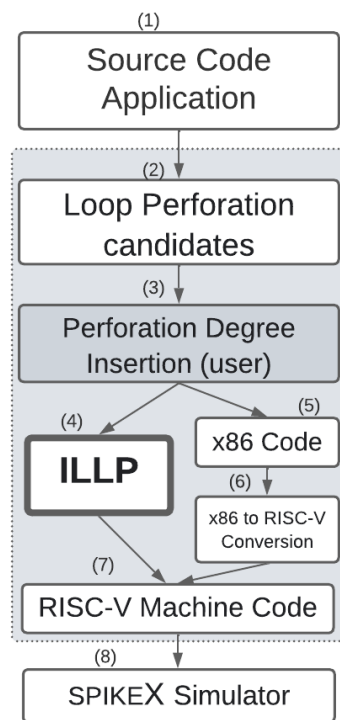 (1)
Source Code
Application
(2)
Loop Perforation
candidates
(3)
Perforation Degree
Insertion (user)
(4)
ILLP
(5)
x86 Code
(6)
x86 to RISC-V
Conversion
(7)
RISC-V Machine Code
(8)
SPIKEX Simulator